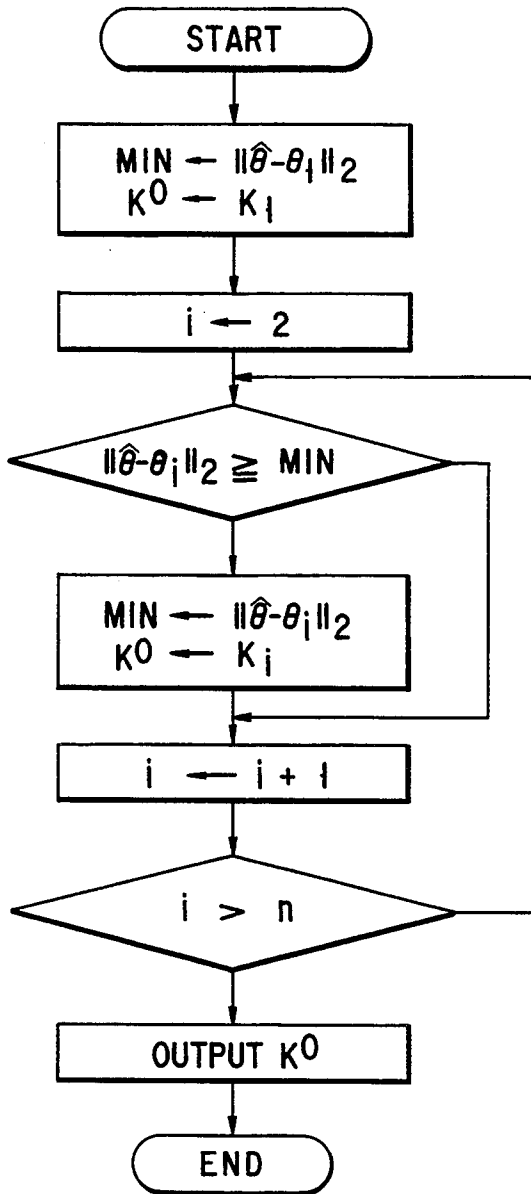 START
MIN ← ||θ̂-θ₁||₂
K⁰ ← K₁
i ← 2
||θ̂-θᵢ||₂ ≧ MIN
MIN ← ||θ̂-θᵢ||₂
K⁰ ← Kᵢ
i ← i + 1
i > n
OUTPUT K⁰
END